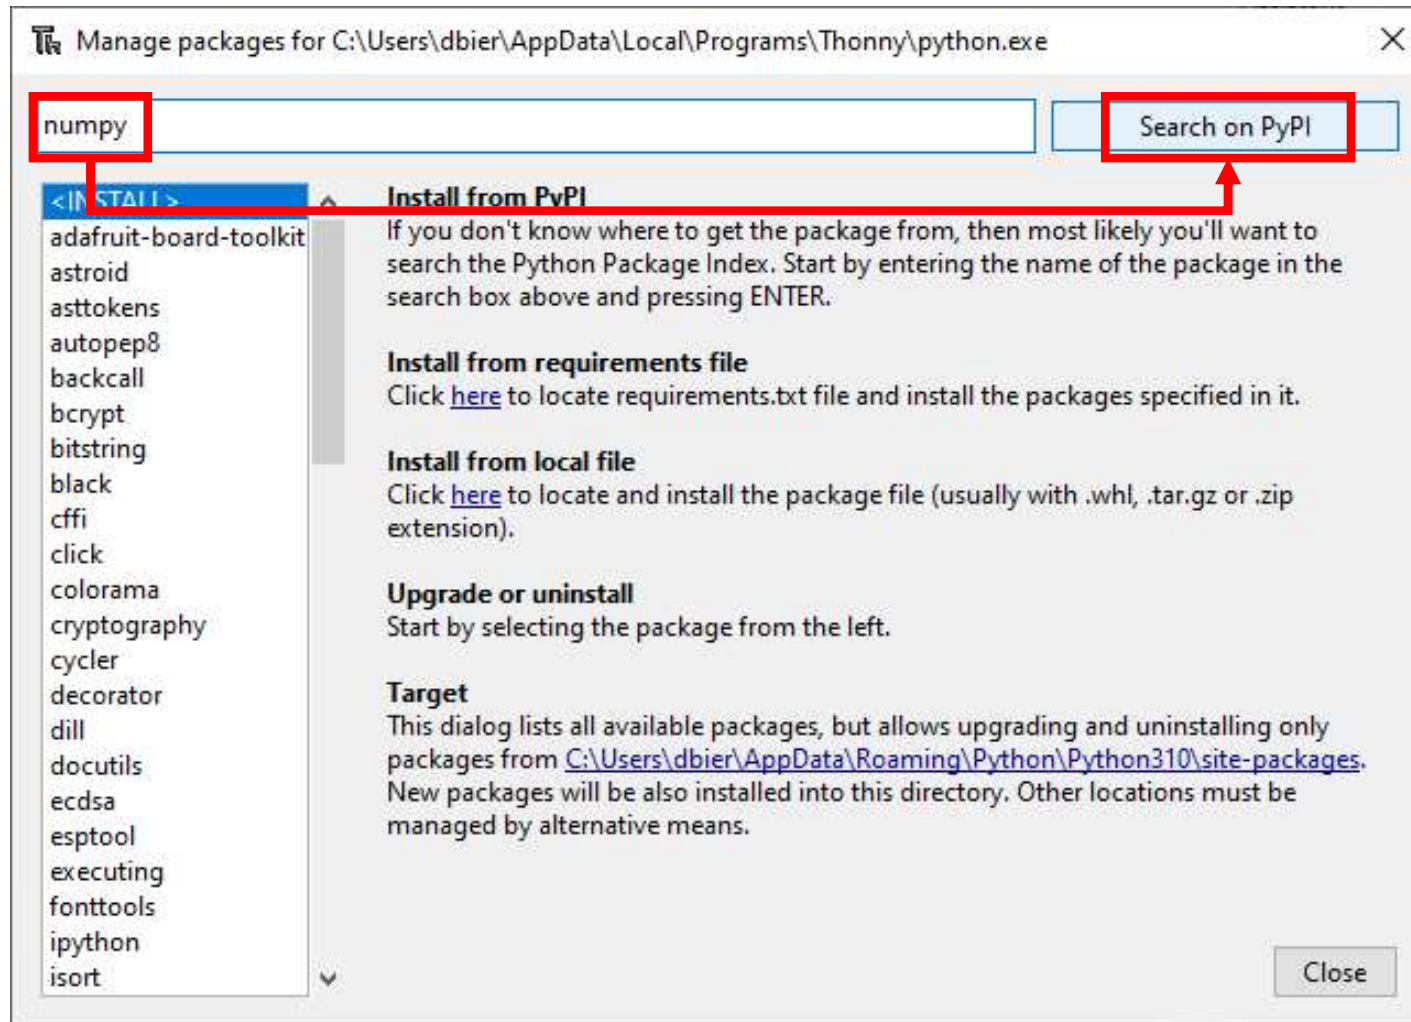 Manage packages for C:\Users\dbier\AppData\Local\Programs\Thonny\python.exe
numpy
Search on PyPI
<INSTALL>
adafruit-board-toolkit
astroid
asttokens
autopep8
backcall
bcrypt
bitstring
black
cffi
click
colorama
cryptography
cycler
decorator
dill
docutils
ecdsa
esptool
executing
fonttools
ipython
isort
Install from PyPI
If you don't know where to get the package from, then most likely you'll want to
search the Python Package Index. Start by entering the name of the package in the
search box above and pressing ENTER.
Install from requirements file
Click here to locate requirements.txt file and install the packages specified in it.
Install from local file
Click here to locate and install the package file (usually with .whl, .tar.gz or .zip
extension).
Upgrade or uninstall
Start by selecting the package from the left.
Target
This dialog lists all available packages, but allows upgrading and uninstalling only
packages from C:\Users\dbier\AppData\Roaming\Python\Python310\site-packages.
New packages will be also installed into this directory. Other locations must be
managed by alternative means.
Close